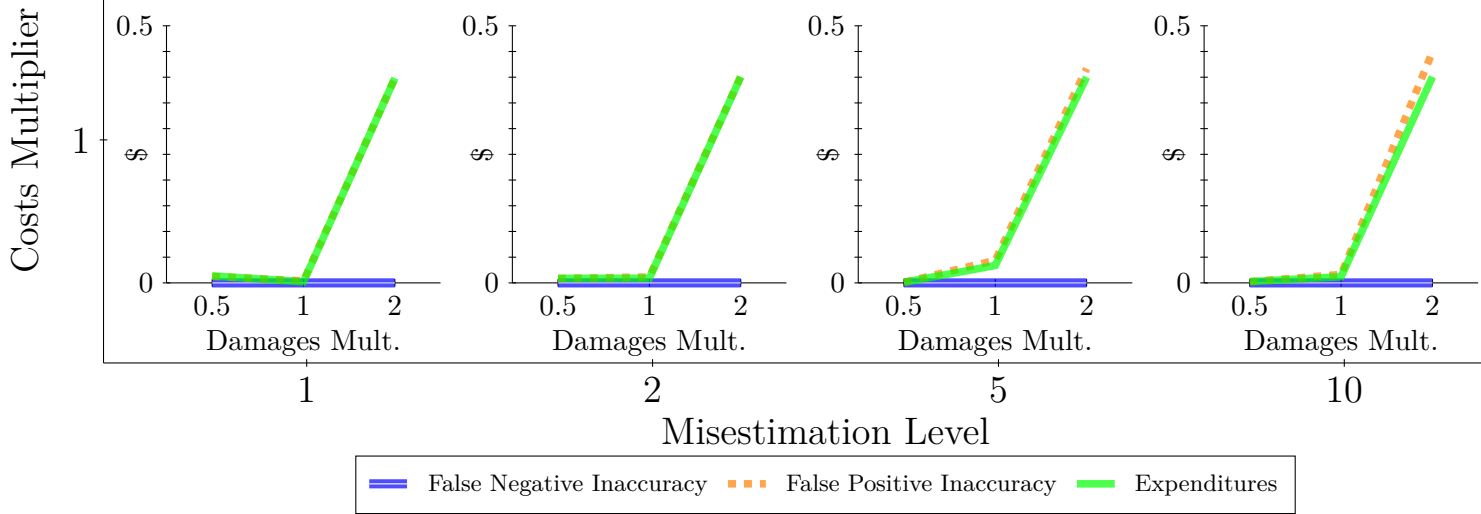 Costs Multiplier
1
0.5
$
0
0.5 1 2
Damages Mult.
0.5
$
0
0.5 1 2
Damages Mult.
0.5
$
0
0.5 1 2
Damages Mult.
0.5
$
0
0.5 1 2
Damages Mult.
1 2 5 10
Misestimation Level
False Negative Inaccuracy False Positive Inaccuracy Expenditures